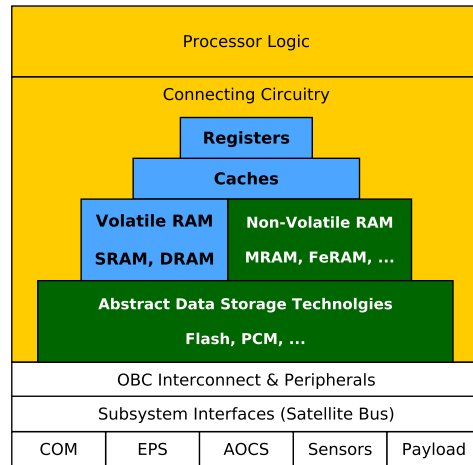 Processor Logic
Connecting Circuitry
Registers
Caches
Volatile RAM
SRAM, DRAM
Non-Volatile RAM
MRAM, FeRAM, ...
Abstract Data Storage Technolgies
Flash, PCM, ...
OBC Interconnect & Peripherals
Subsystem Interfaces (Satellite Bus)
COM EPS AOCS Sensors Payload